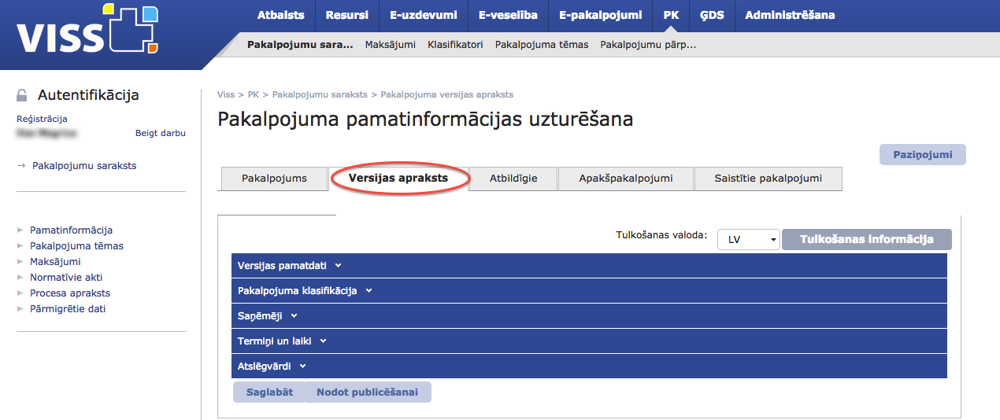 VISS
Atbalsts Resursi E-uzdevumi E-veselība E-pakalpojumi PK ĢDS Administrēšana
Pakalpojumu sara... Maksājumi Klasifikatori Pakalpojuma tēmas Pakalpojumu pārp...
Autentifikācija
Reģistrācija
Beigt darbu
→ Pakalpojumu saraksts
Pamatinformācija
Pakalpojuma tēmas
Maksājumi
Normatīvie akti
Procesa apraksts
Pārmigrētie dati
Viss > PK > Pakalpojumu saraksts > Pakalpojuma versijas apraksts
Pakalpojuma pamatinformācijas uzturēšana
Paziņojumi
Pakalpojums Versijas apraksts Atbildīgie Apakšpakalpojumi Saistītie pakalpojumi
Tulkošanas valoda: LV Tulkošanas informācija
Versijas pamatdati
Pakalpojuma klasifikācija
Saņēmēji
Termiņi un laiki
Atslēgvārdi
Saglabāt Nodot publicēšanai